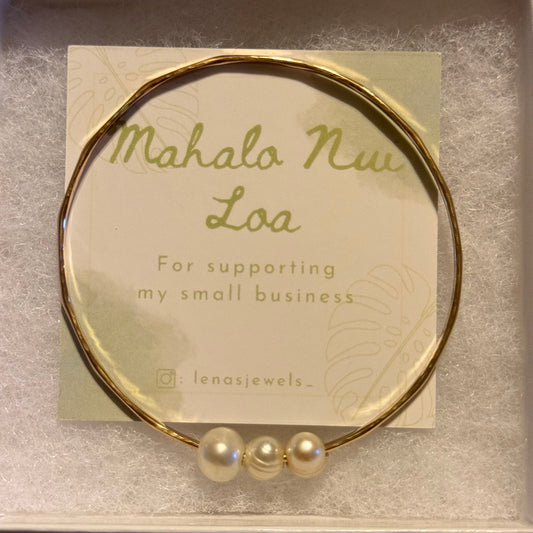 Mahalo Nui
Loa
For supporting
my small business
: lenasjewels_